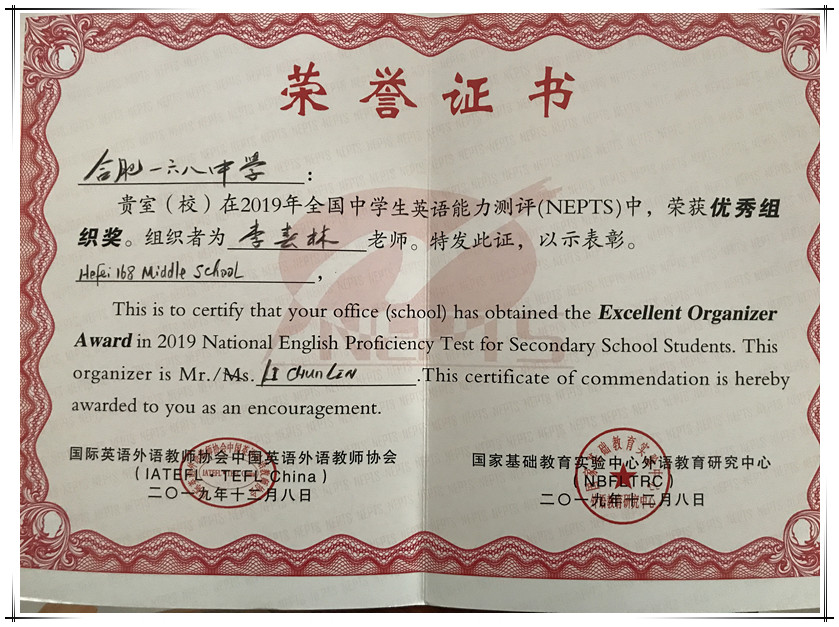 荣誉证书
合肥一六八中学：
贵室（校）在2019年全国中学生英语能力测评(NEPTS)中，荣获优秀组
织奖。组织者为 李春林 老师。特发此证，以示表彰。
Hefei 168 Middle School，
This is to certify that your office (school) has obtained the Excellent Organizer
Award in 2019 National English Proficiency Test for Secondary School Students. This
organizer is Mr./Ms. LI ChunLin .This certificate of commendation is hereby
awarded to you as an encouragement.
国际英语外语教师协会中国英语外语教师协会
(IATEFL TEFL China)
二〇一九年十二月八日
国家基础教育实验中心外语教育研究中心
(NBFLTRC)
二〇一九年十二月八日
NEPTS